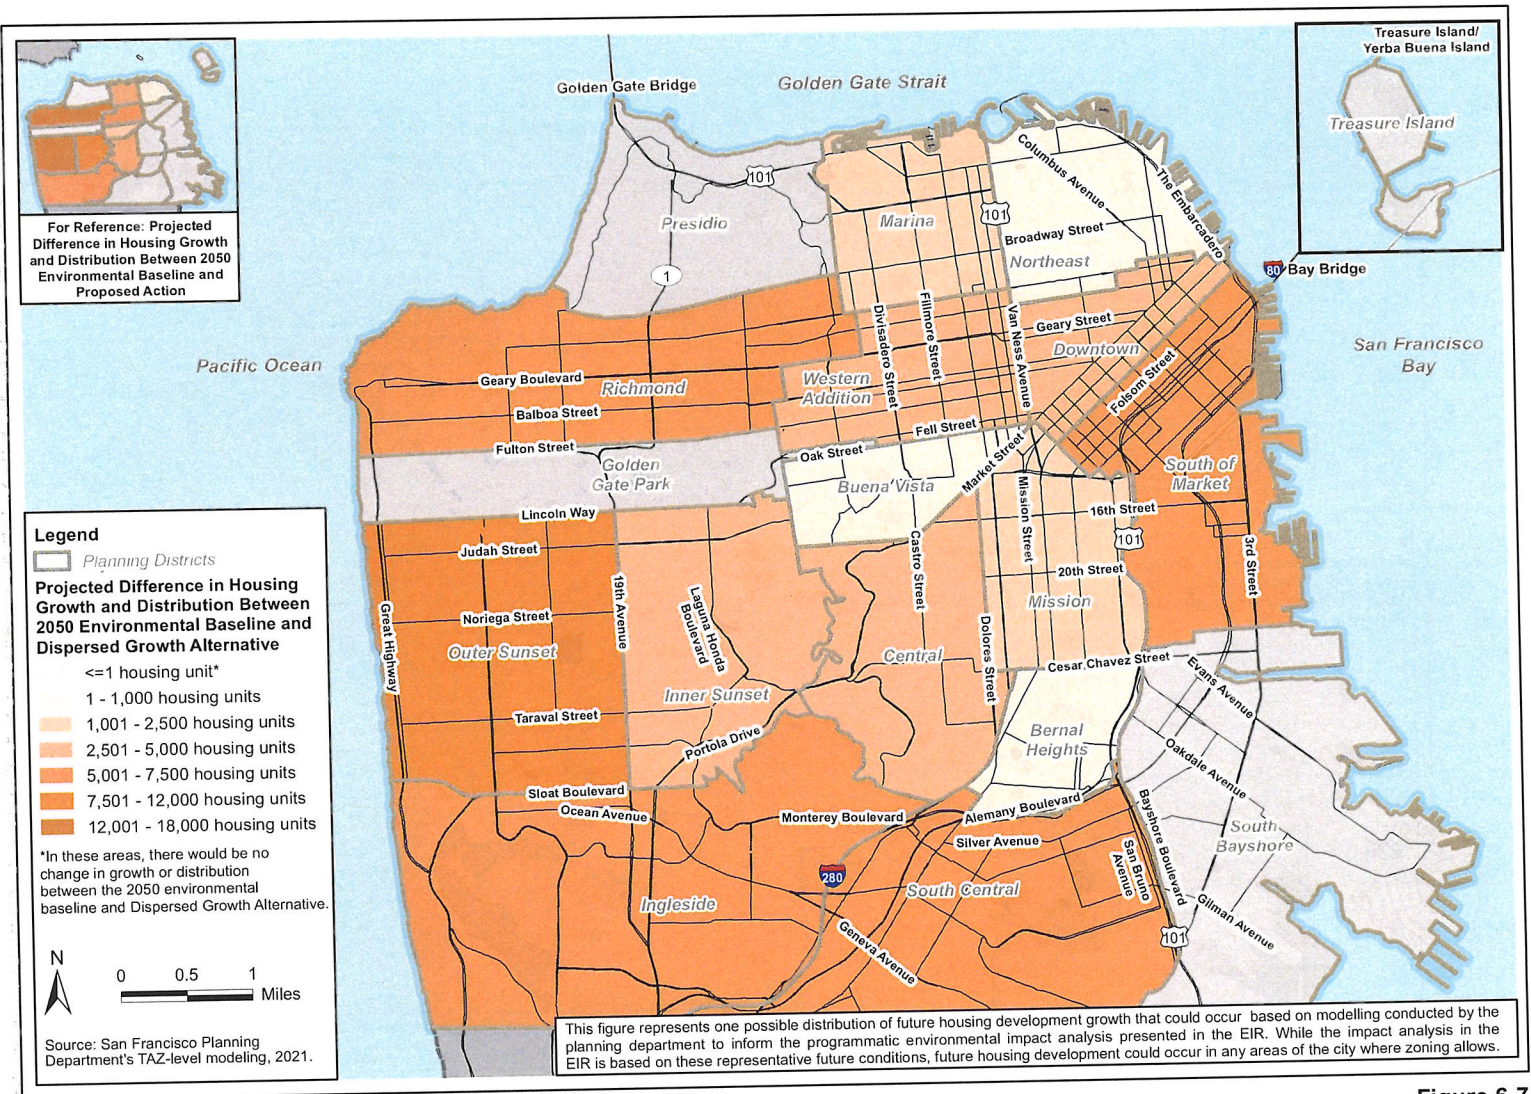 Golden Gate Bridge
Golden Gate Strait
Treasure Island/
Yerba Buena Island
Treasure Island
For Reference: Projected
Difference in Housing Growth
and Distribution Between 2050
Environmental Baseline and
Proposed Action
101
Presidio
1
Marina
101
Columbus Avenue
The Embarcadero
Broadway Street
Northeast
80
Bay Bridge
Pacific Ocean
San Francisco
Bay
Geary Boulevard
Richmond
Balboa Street
Fulton Street
Western
Addition
Divisadero Street
Fillmore Street
Van Ness Avenue
Geary Street
Downtown
Folsom Street
Fell Street
Oak Street
Market Street
Golden
Gate Park
Buena Vista
South of
Market
Lincoln Way
Mission Street
16th Street
101
3rd Street
Judah Street
Castro Street
20th Street
Great Highway
19th Avenue
Noriega Street
Laguna Honda
Boulevard
Mission
Outer Sunset
Central
Dolores Street
Cesar Chavez Street
Inner Sunset
Evans Avenue
Taraval Street
Portola Drive
Bernal
Heights
Oakdale Avenue
Sloat Boulevard
Ocean Avenue
Monterey Boulevard
Alemany Boulevard
Silver Avenue
Bayshore Boulevard
San Bruno
Avenue
South
Bayshore
280
Ingleside
South Central
Geneva Avenue
Gilman Avenue
101
Legend
Planning Districts
Projected Difference in Housing
Growth and Distribution Between
2050 Environmental Baseline and
Dispersed Growth Alternative
<=1 housing unit*
1 - 1,000 housing units
1,001 - 2,500 housing units
2,501 - 5,000 housing units
5,001 - 7,500 housing units
7,501 - 12,000 housing units
12,001 - 18,000 housing units
*In these areas, there would be no
change in growth or distribution
between the 2050 environmental
baseline and Dispersed Growth Alternative.
N
0 0.5 1
Miles
Source: San Francisco Planning
Department's TAZ-level modeling, 2021.
This figure represents one possible distribution of future housing development growth that could occur based on modelling conducted by the
planning department to inform the programmatic environmental impact analysis presented in the EIR. While the impact analysis in the
EIR is based on these representative future conditions, future housing development could occur in any areas of the city where zoning allows.
Figure 6-7